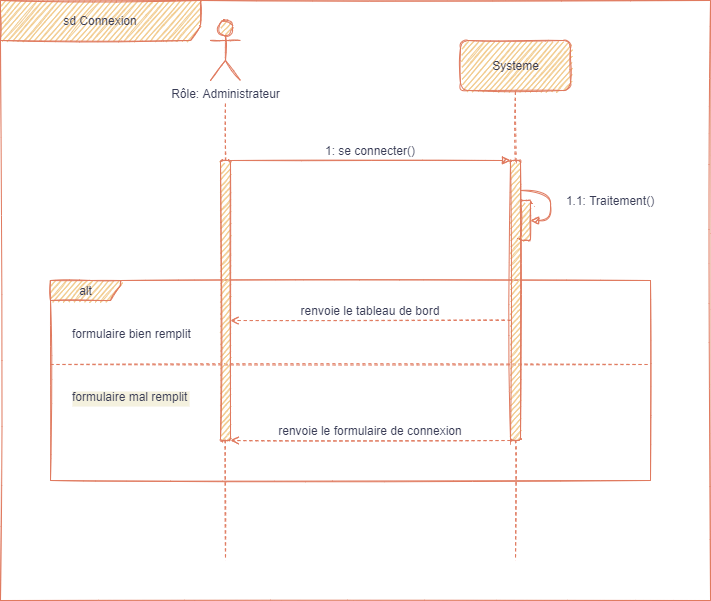 sd Connexion
Rôle: Administrateur
Systeme
1: se connecter()
1.1: Traitement()
alt
renvoie le tableau de bord
formulaire bien remplit
formulaire mal remplit
renvoie le formulaire de connexion